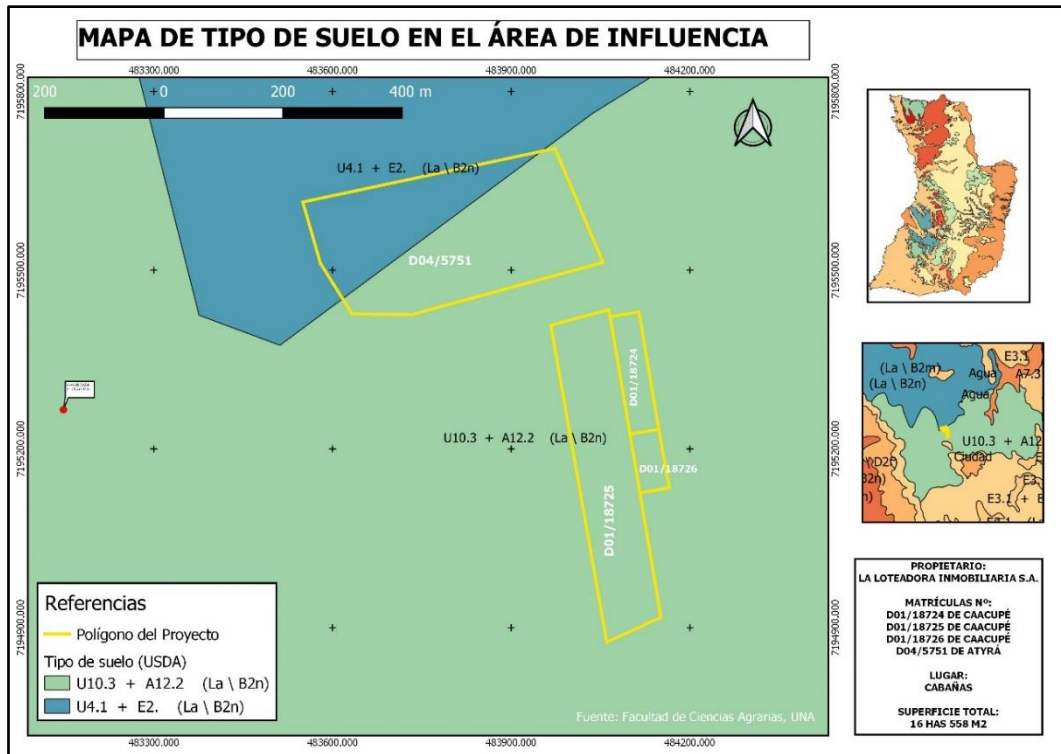 MAPA DE TIPO DE SUELO EN EL ÁREA DE INFLUENCIA
483300.000 483600.000 483900.000 484200.000
7195800.000 7195800.000
200 0 200 400 m
U4.1 + E2. (La \ B2n)
D04/5751
7195500.000 7195500.000
D01/18724
U10.3 + A12.2 (La \ B2n)
7195200.000 7195200.000
D01/18726
D01/18725
7194900.000 7194900.000
Referencias
Polígono del Proyecto
Tipo de suelo (USDA)
U10.3 + A12.2 (La \ B2n)
U4.1 + E2. (La \ B2n)
Fuente: Facultad de Ciencias Agrarias, UNA
483300.000 483600.000 483900.000 484200.000
E3.1
(La \ B2m) Agua A7.3
(La \ B2n)
Agua
U10.3 + A12
Ciudad
B2n)
E3.1 + E
PROPIETARIO:
LA LOTEADORA INMOBILIARIA S.A.
MATRÍCULAS Nº:
D01/18724 DE CAACUPÉ
D01/18725 DE CAACUPÉ
D01/18726 DE CAACUPÉ
D04/5751 DE ATYRÁ
LUGAR:
CABAÑAS
SUPERFICIE TOTAL:
16 HAS 558 M2